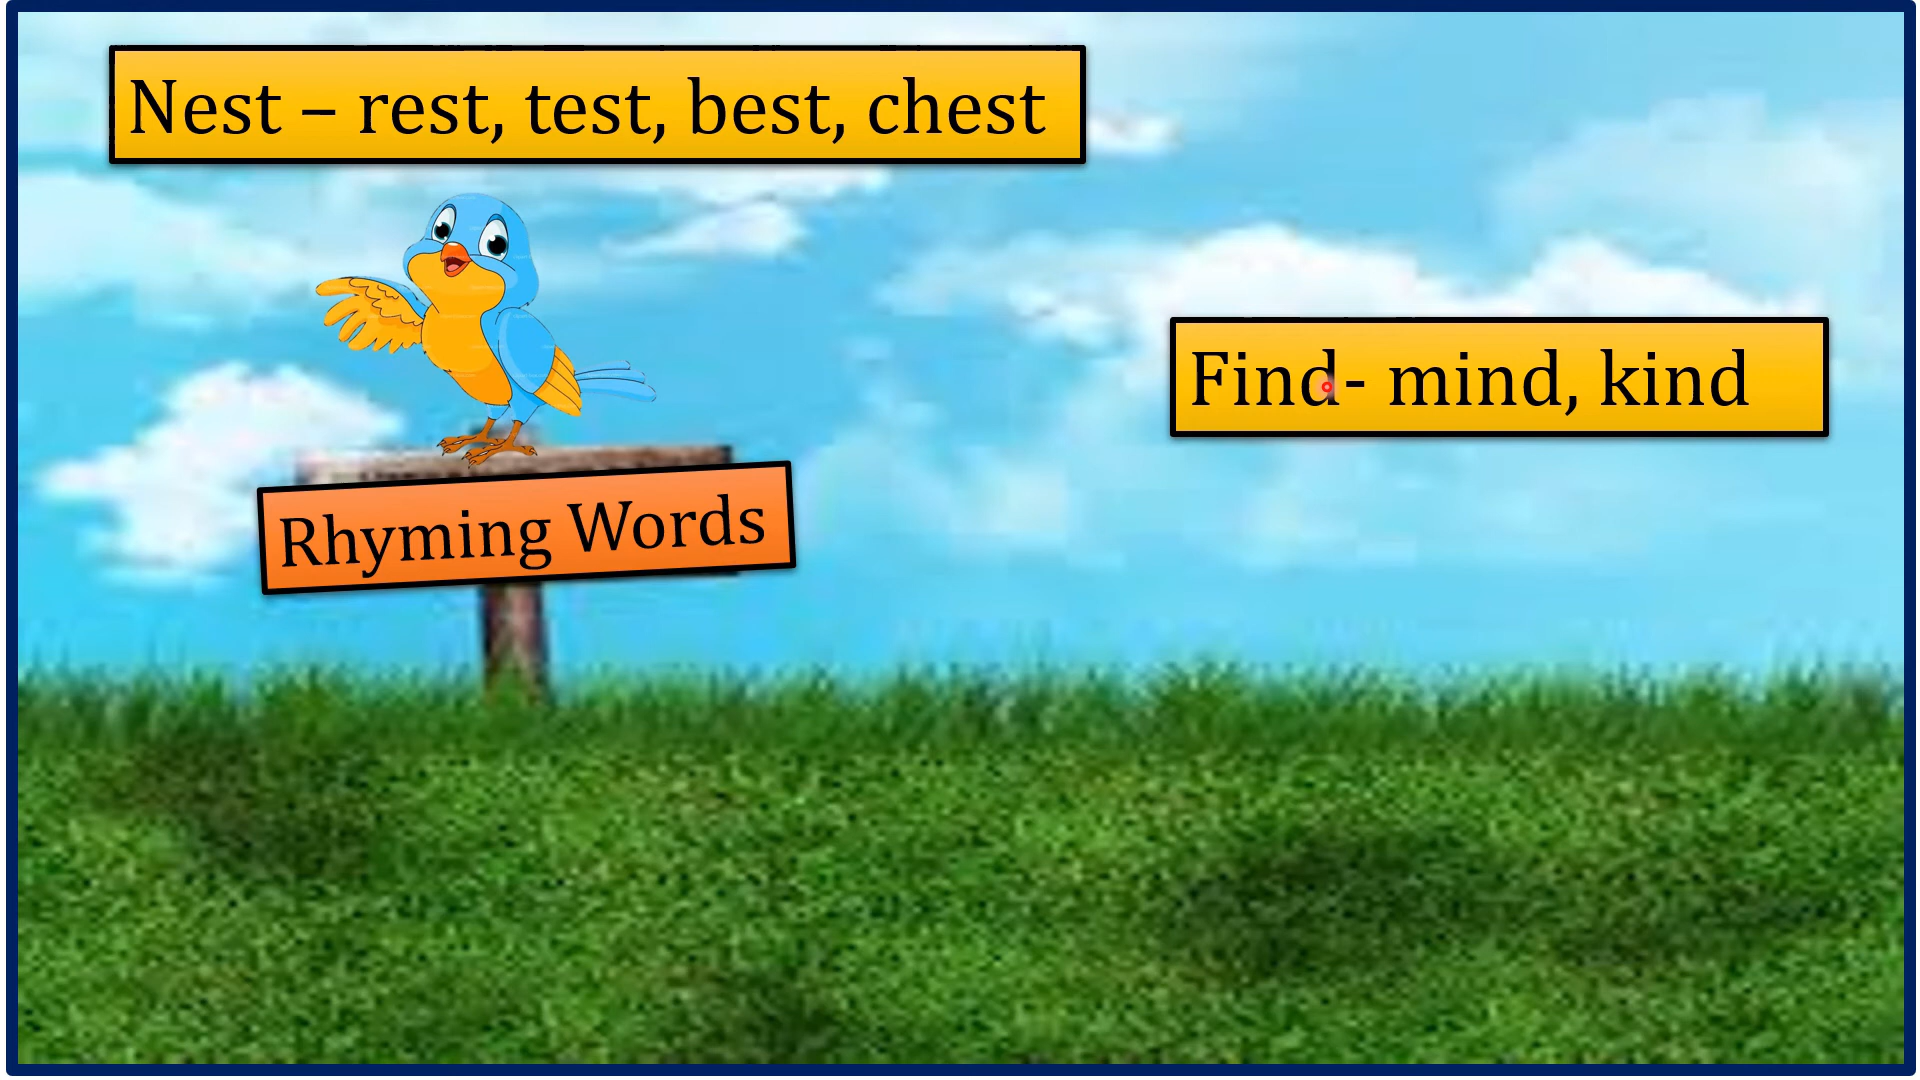 Nest – rest, test, best, chest
Find- mind, kind
Rhyming Words